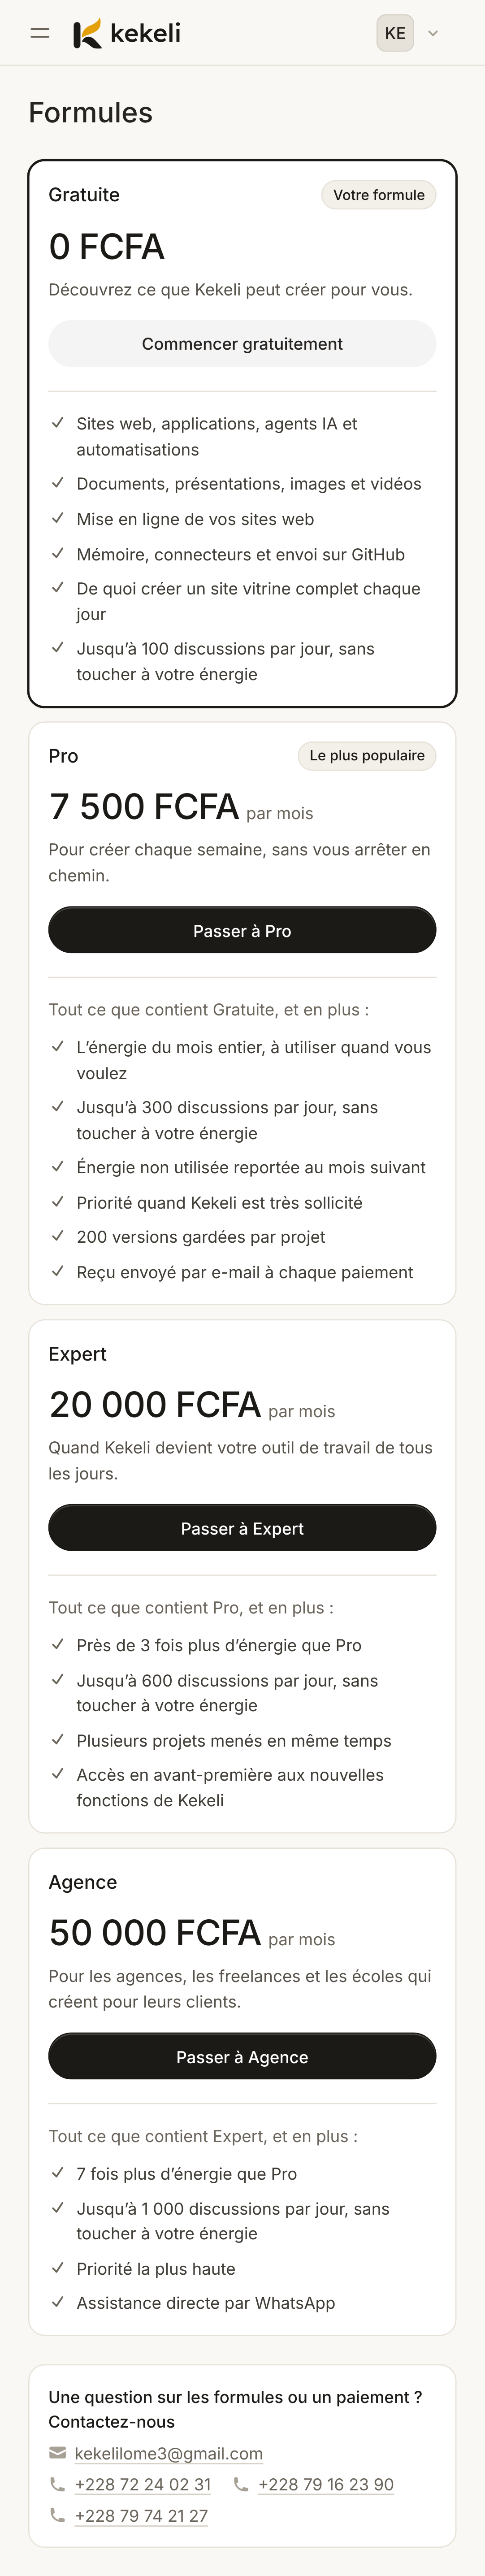 kekeli
KE
Formules
Gratuite
Votre formule
0 FCFA
Découvrez ce que Kekeli peut créer pour vous.
Commencer gratuitement
Sites web, applications, agents IA et
automatisations
Documents, présentations, images et vidéos
Mise en ligne de vos sites web
Mémoire, connecteurs et envoi sur GitHub
De quoi créer un site vitrine complet chaque
jour
Jusqu’à 100 discussions par jour, sans
toucher à votre énergie
Pro
Le plus populaire
7 500 FCFA par mois
Pour créer chaque semaine, sans vous arrêter en
chemin.
Passer à Pro
Tout ce que contient Gratuite, et en plus :
L’énergie du mois entier, à utiliser quand vous
voulez
Jusqu’à 300 discussions par jour, sans
toucher à votre énergie
Énergie non utilisée reportée au mois suivant
Priorité quand Kekeli est très sollicité
200 versions gardées par projet
Reçu envoyé par e-mail à chaque paiement
Expert
20 000 FCFA par mois
Quand Kekeli devient votre outil de travail de tous
les jours.
Passer à Expert
Tout ce que contient Pro, et en plus :
Près de 3 fois plus d’énergie que Pro
Jusqu’à 600 discussions par jour, sans
toucher à votre énergie
Plusieurs projets menés en même temps
Accès en avant-première aux nouvelles
fonctions de Kekeli
Agence
50 000 FCFA par mois
Pour les agences, les freelances et les écoles qui
créent pour leurs clients.
Passer à Agence
Tout ce que contient Expert, et en plus :
7 fois plus d’énergie que Pro
Jusqu’à 1 000 discussions par jour, sans
toucher à votre énergie
Priorité la plus haute
Assistance directe par WhatsApp
Une question sur les formules ou un paiement ?
Contactez-nous
kekelilome3@gmail.com
+228 72 24 02 31 +228 79 16 23 90
+228 79 74 21 27